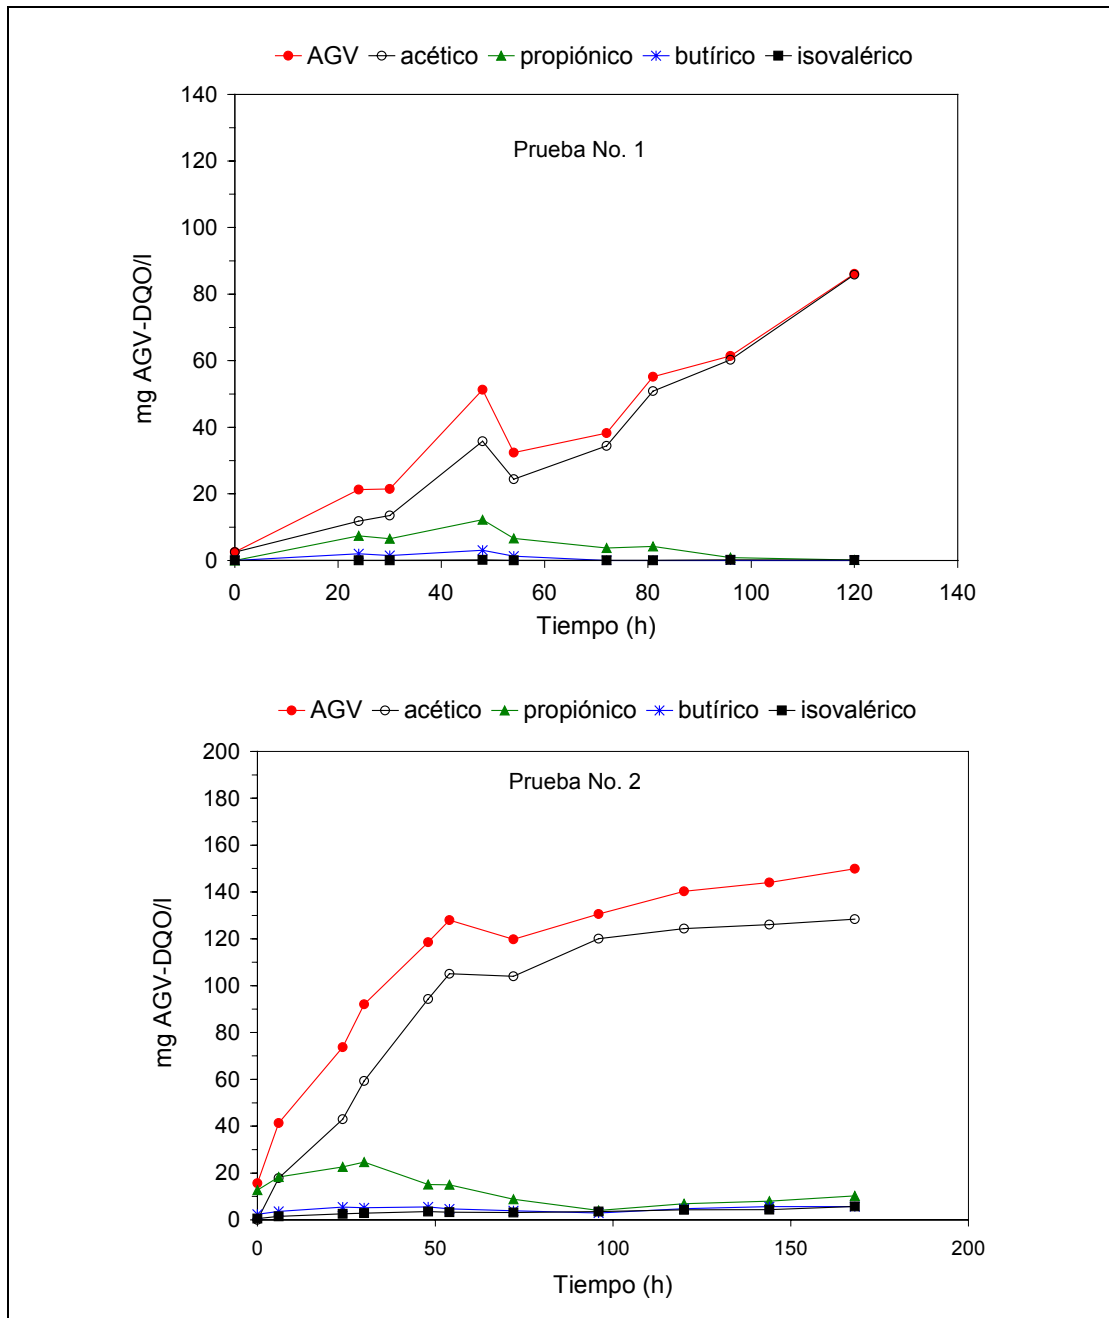 AGV acético propiónico butírico isovalérico
140
120
100
80
60
40
20
0
Prueba No. 1
mg AGV-DQO/l
0 20 40 60 80 100 120 140
Tiempo (h)
AGV acético propiónico butírico isovalérico
200
180
160
140
120
100
80
60
40
20
0
Prueba No. 2
mg AGV-DQO/l
0 50 100 150 200
Tiempo (h)